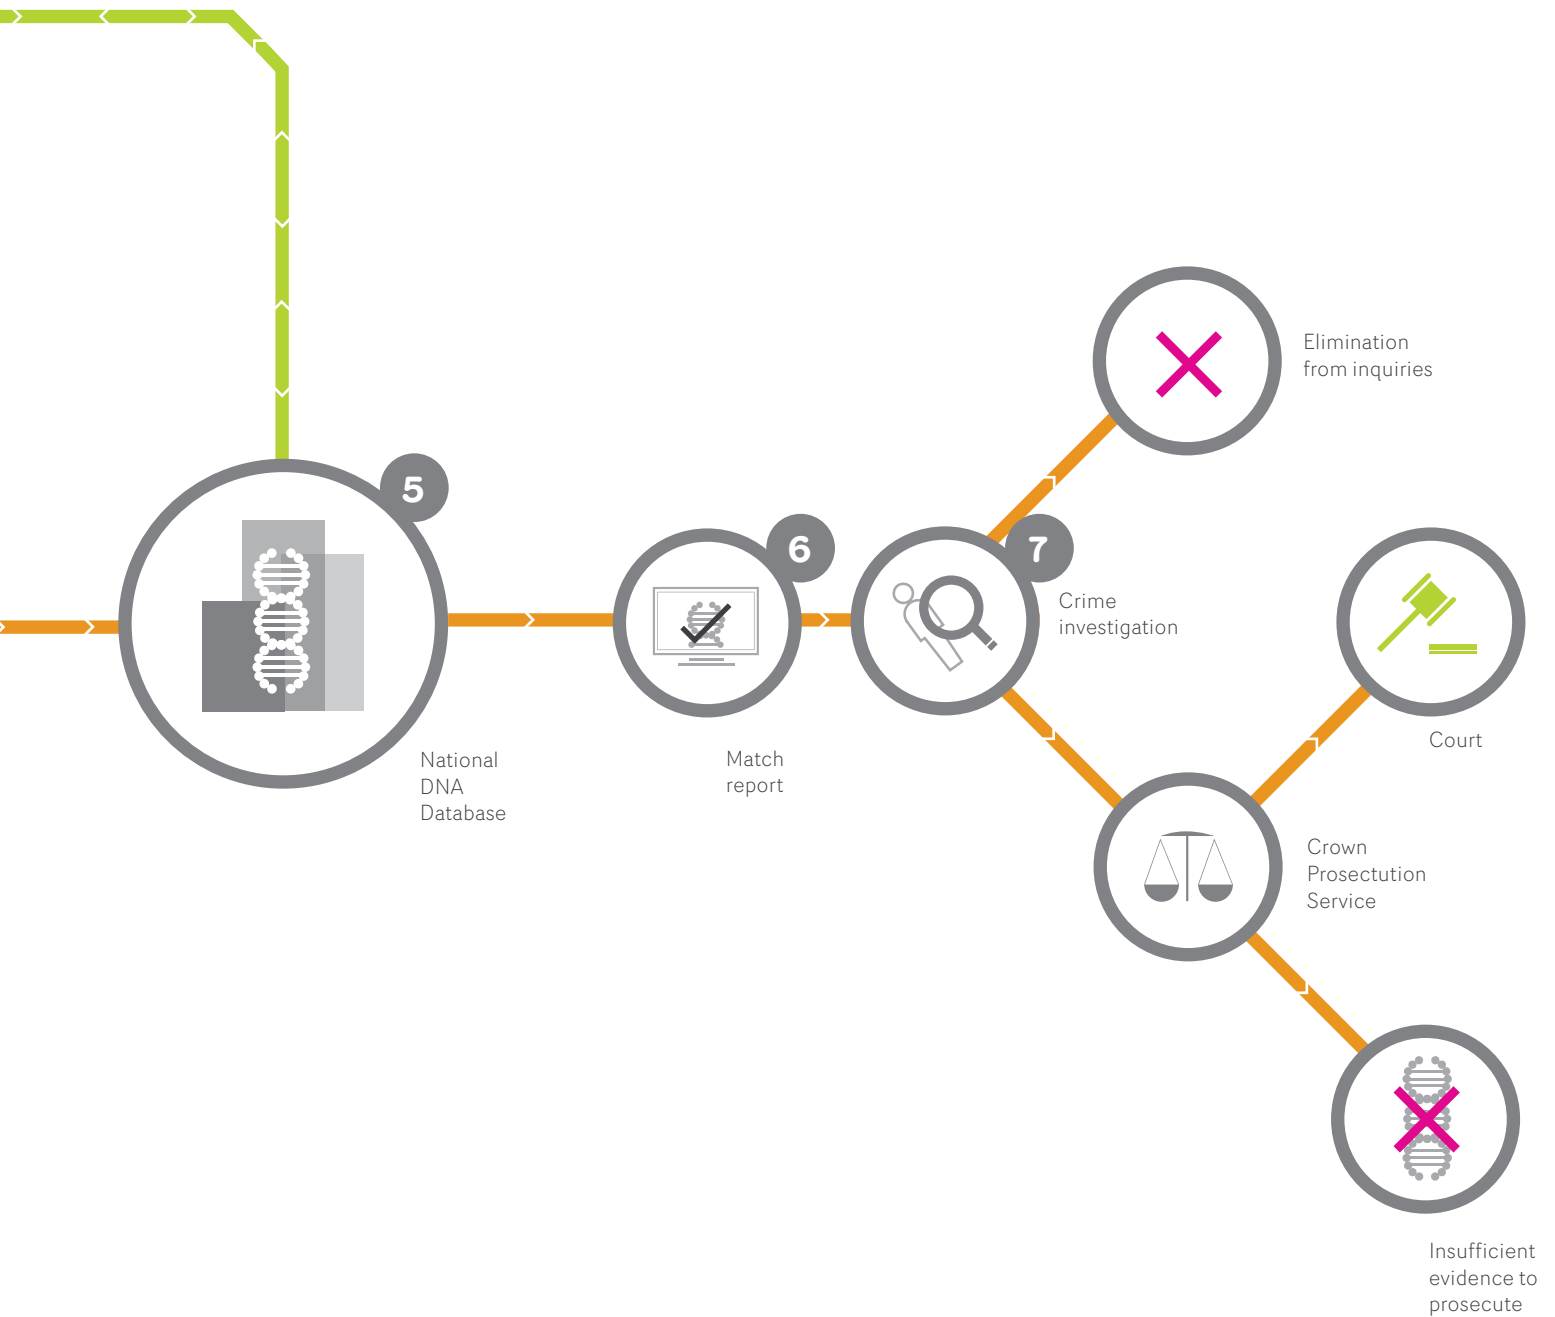 5
National
DNA
Database
6
Match
report
7
Crime
investigation
Elimination
from inquiries
Court
Crown
Prosectution
Service
Insufficient
evidence to
prosecute